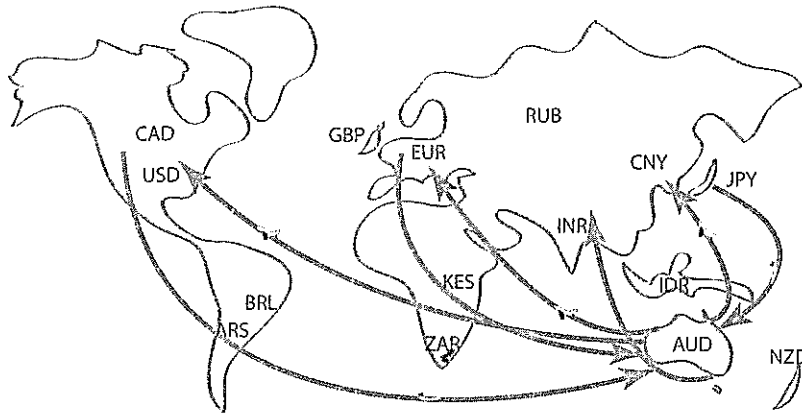 CAD
USD
BRL
ARS
GBP
EUR
RUB
CNY
JPY
INR
IDR
KES
ZAR
AUD
NZD